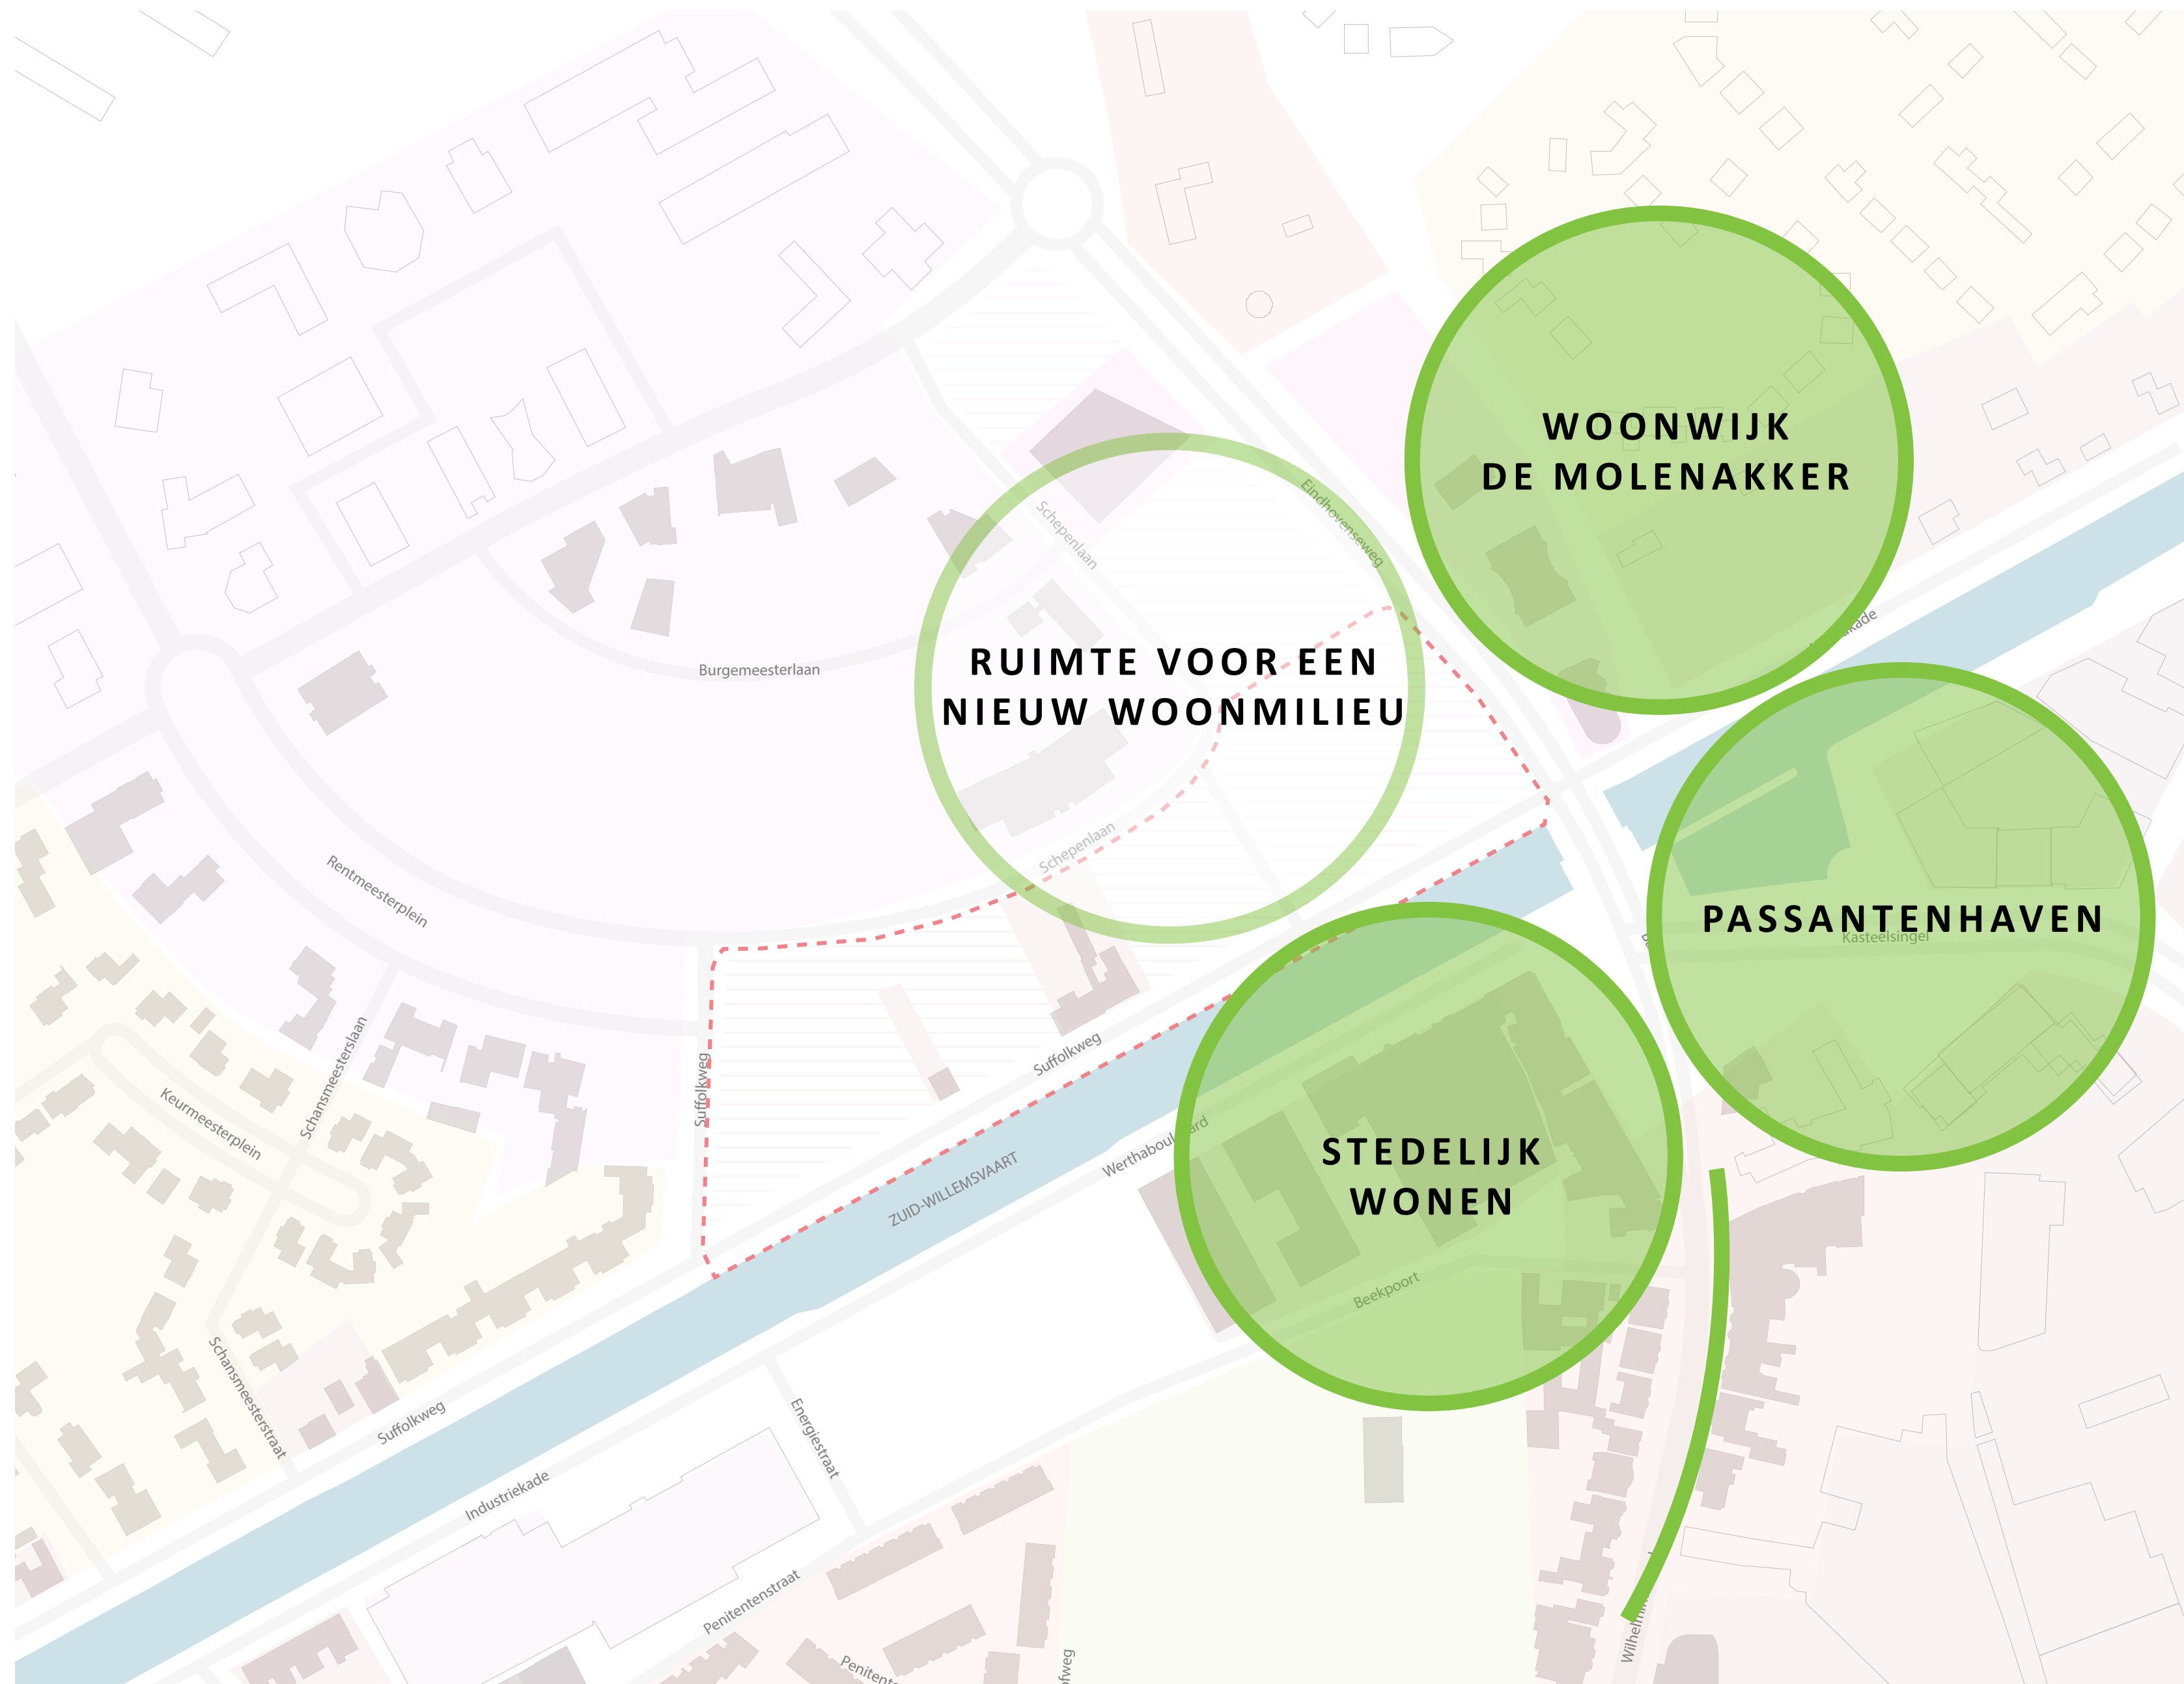 WOONWIJK
DE MOLENAKKER
Schepenlaan
Eindhovenseweg
RUIMTE VOOR EEN
NIEUW WOONMILIEU
Burgemeesterlaan
Schepenlaan
Rentmeesterplein
PASSANTENHAVEN
Kasteelsingel
Suffolkweg
Suffolkweg
Schansmeesterslaan
Keurmeesterplein
ZUID-WILLEMSVAART
Werthaboulevard
STEDELIJK
WONEN
Beekpoort
Schansmeesterstraat
Suffolkweg
Energiestraat
Industriekade
Penitentenstraat